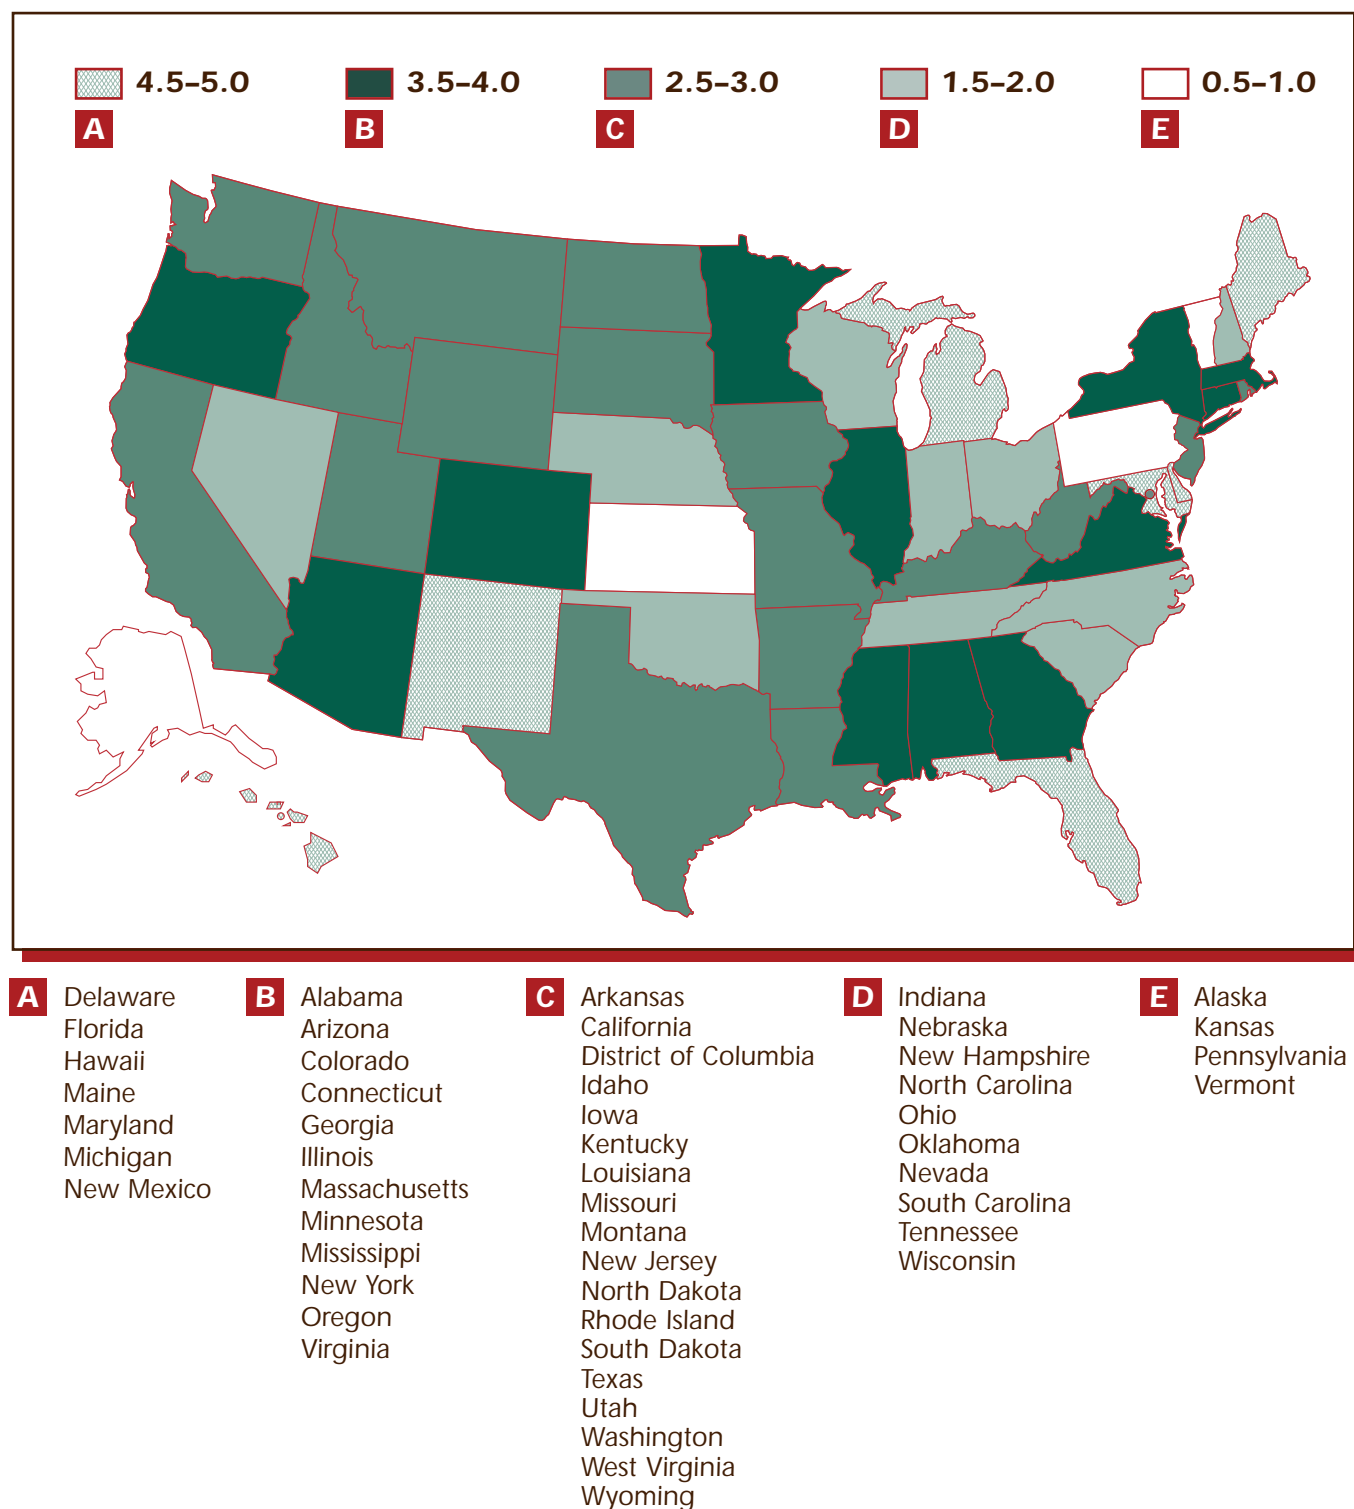 4.5–5.0 3.5–4.0 2.5–3.0 1.5–2.0 0.5–1.0
A B C D E
A
Delaware
Florida
Hawaii
Maine
Maryland
Michigan
New Mexico
B
Alabama
Arizona
Colorado
Connecticut
Georgia
Illinois
Massachusetts
Minnesota
Mississippi
New York
Oregon
Virginia
C
Arkansas
California
District of Columbia
Idaho
Iowa
Kentucky
Louisiana
Missouri
Montana
New Jersey
North Dakota
Rhode Island
South Dakota
Texas
Utah
Washington
West Virginia
Wyoming
D
Indiana
Nebraska
New Hampshire
North Carolina
Ohio
Oklahoma
Nevada
South Carolina
Tennessee
Wisconsin
E
Alaska
Kansas
Pennsylvania
Vermont